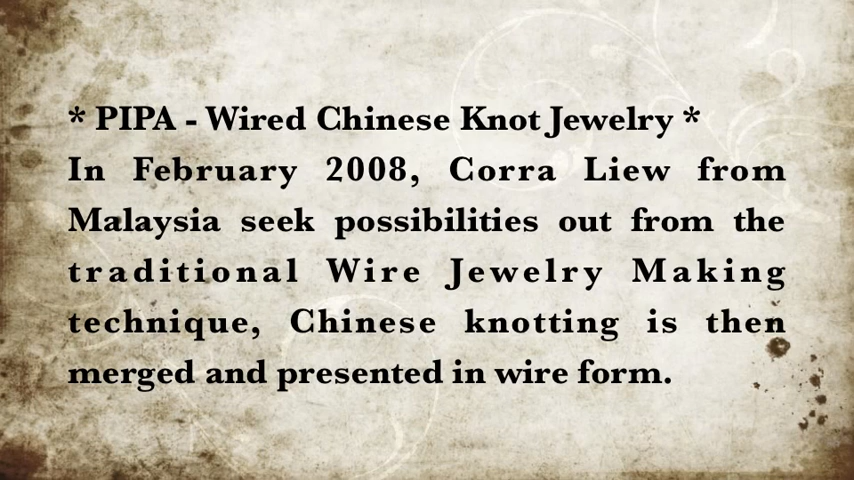 * PIPA - Wired Chinese Knot Jewelry *
In February 2008, Corra Liew from
Malaysia seek possibilities out from the
traditional Wire Jewelry Making
technique, Chinese knotting is then
merged and presented in wire form.